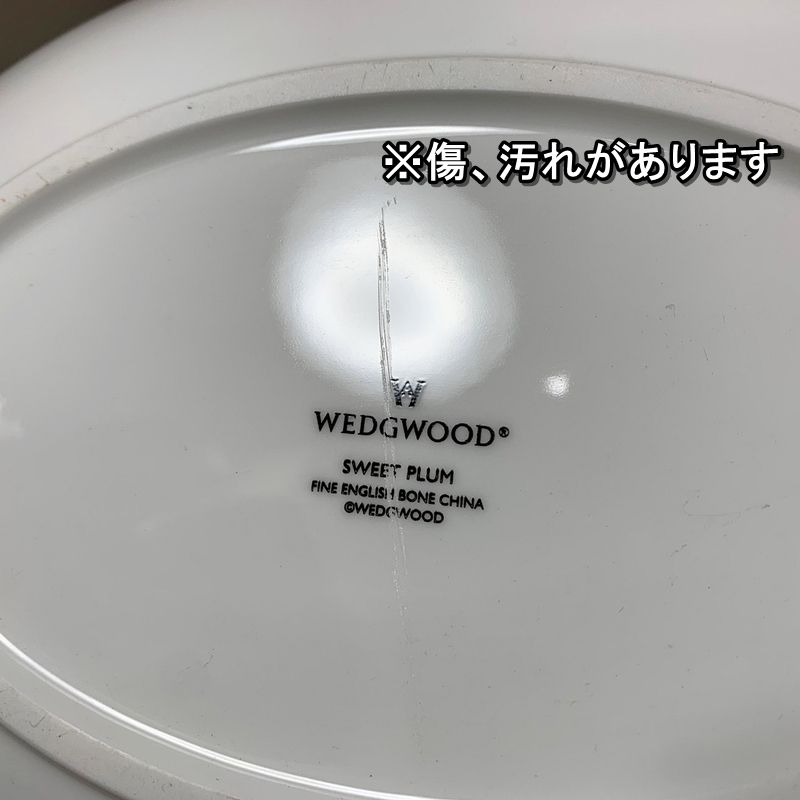 ※傷、汚れがあります
W
WEDGWOOD®
SWEET PLUM
FINE ENGLISH BONE CHINA
©WEDGWOOD